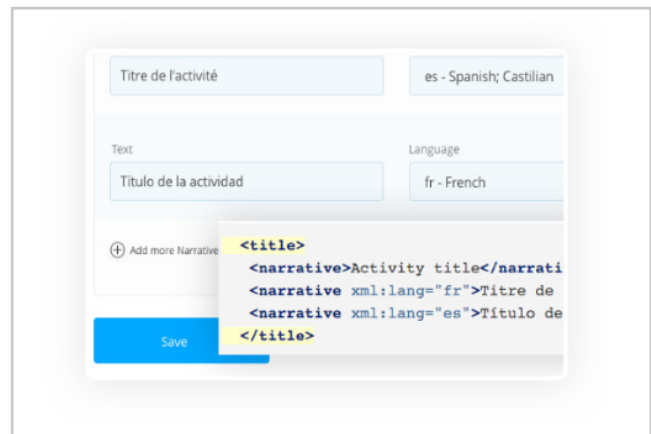 Titre de l'activité
es - Spanish; Castilian
Text
Language
Título de la actividad
fr - French
Add more Narrative
<title>
<narrative>Activity title</narrati
<narrative xml:lang="fr">Titre de
<narrative xml:lang="es">Título de
</title>
Save